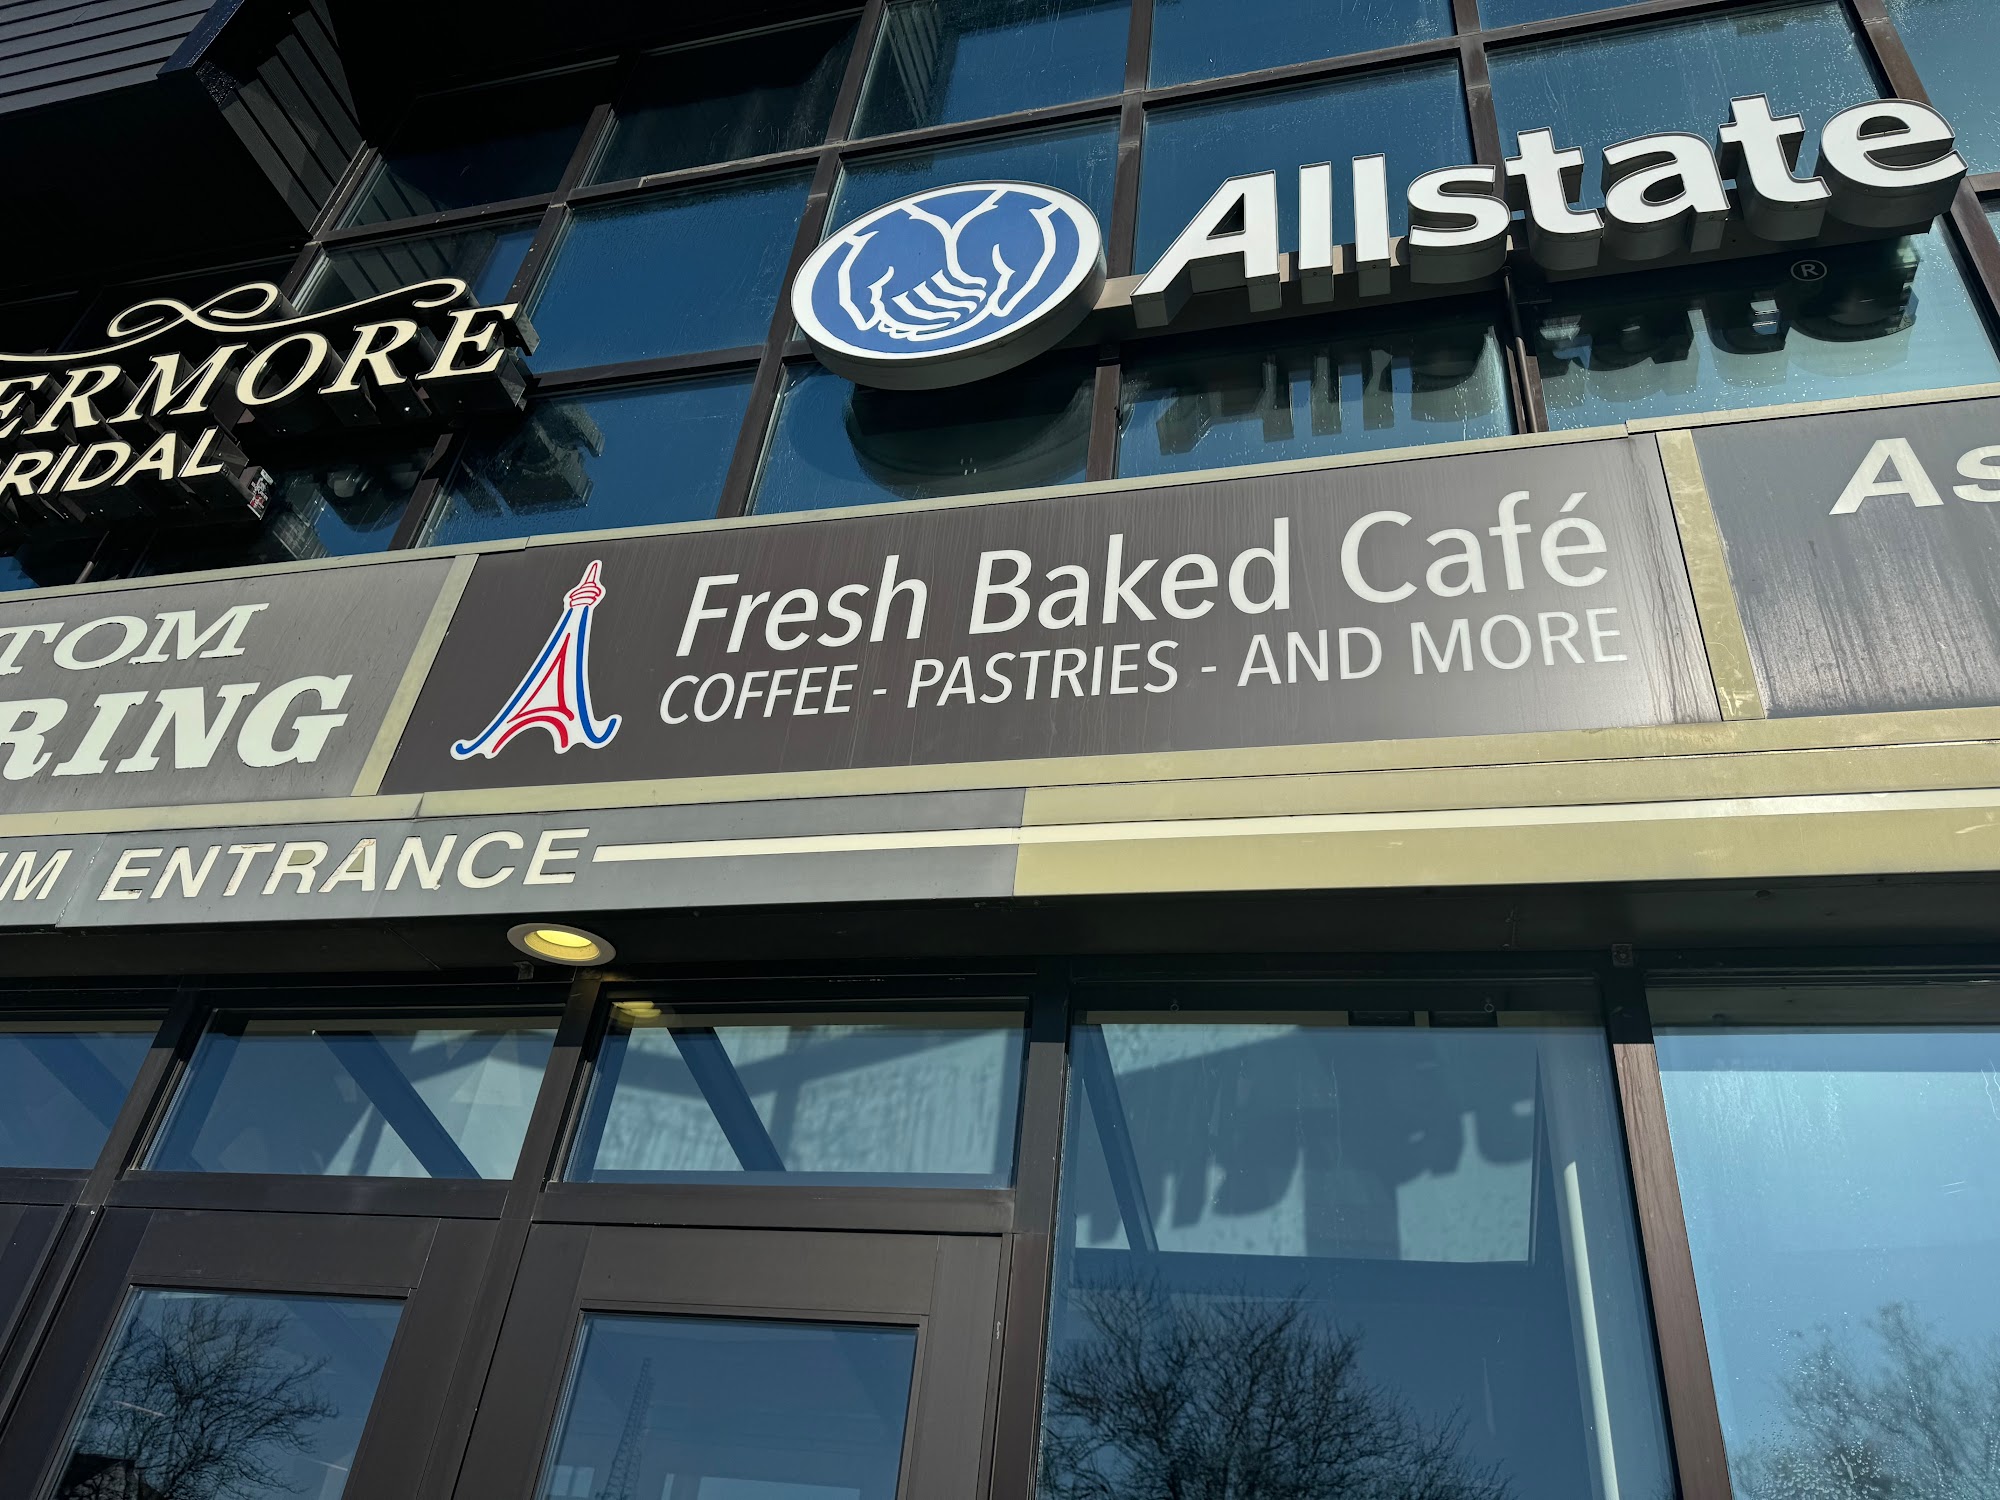 Allstate
®
ERMORE
RIDAL
Fresh Baked Café
COFFEE - PASTRIES - AND MORE
TOM
RING
As
M ENTRANCE